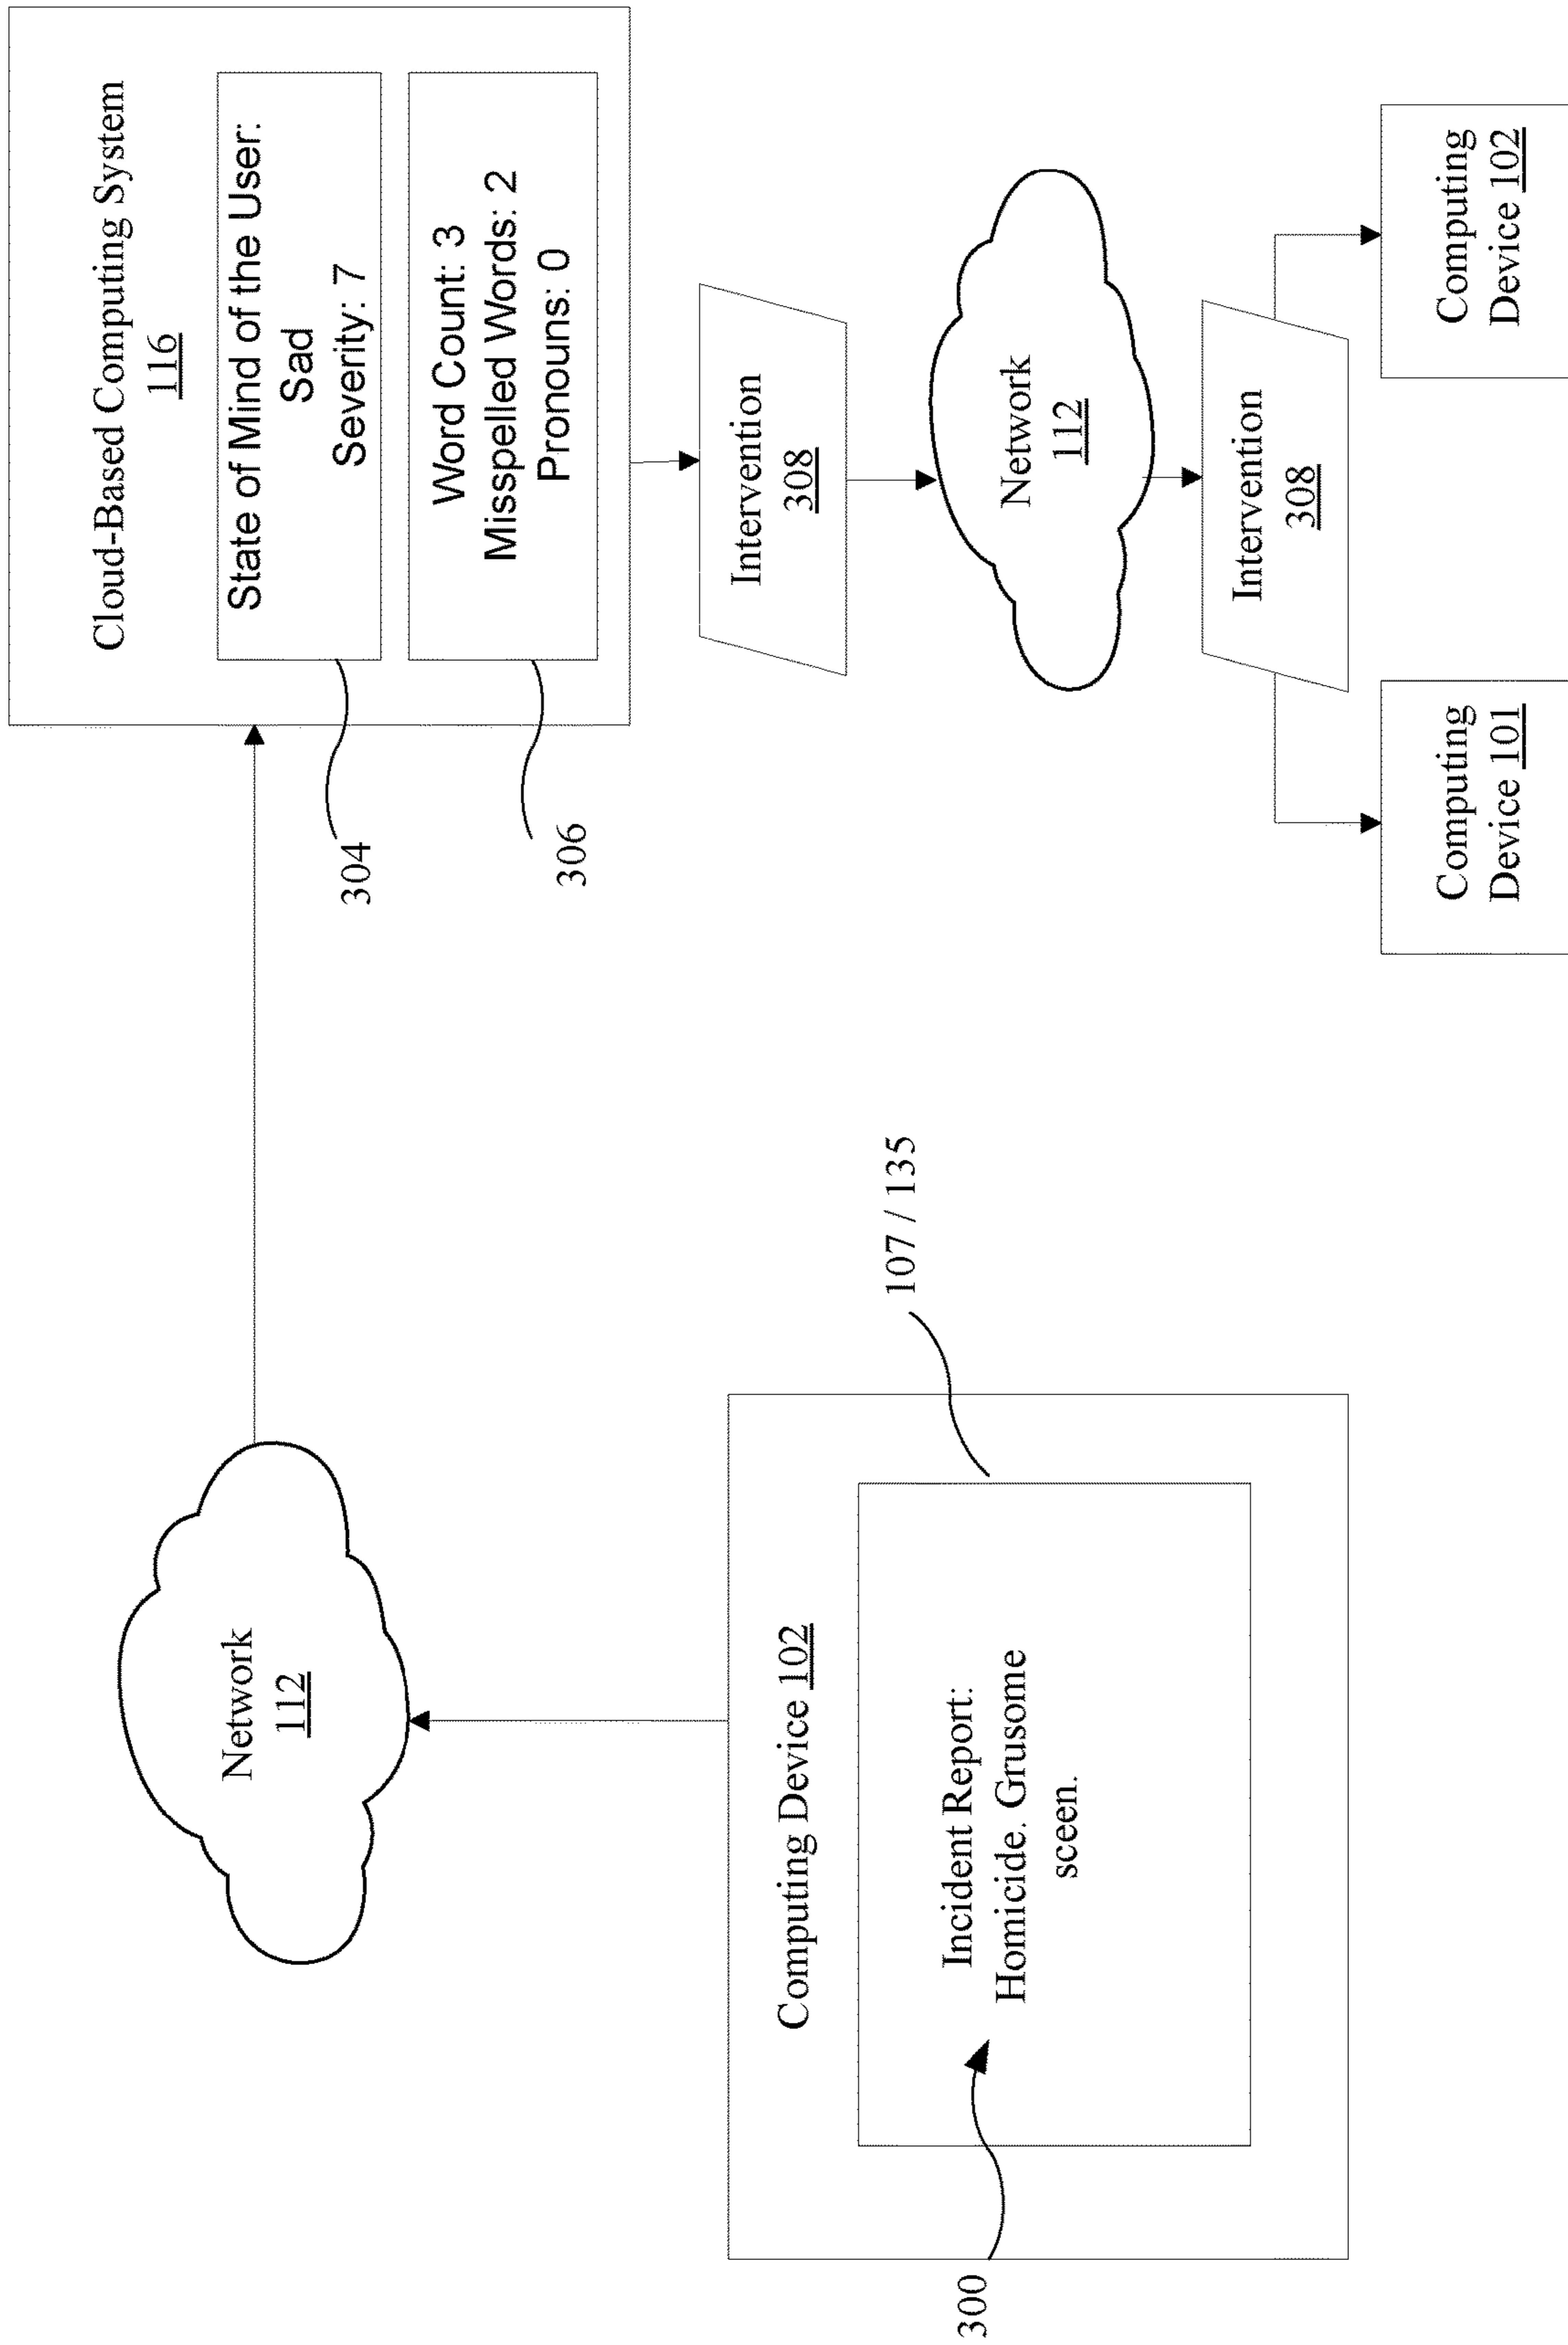 Network
112
Computing Device 102
Incident Report:
Homicide. Grusome
sceen.
300
107 / 135
Cloud-Based Computing System
116
State of Mind of the User:
Sad
Severity: 7
304
Word Count: 3
Misspelled Words: 2
Pronouns: 0
306
Intervention
308
Network
112
Intervention
308
Computing
Device 101
Computing
Device 102